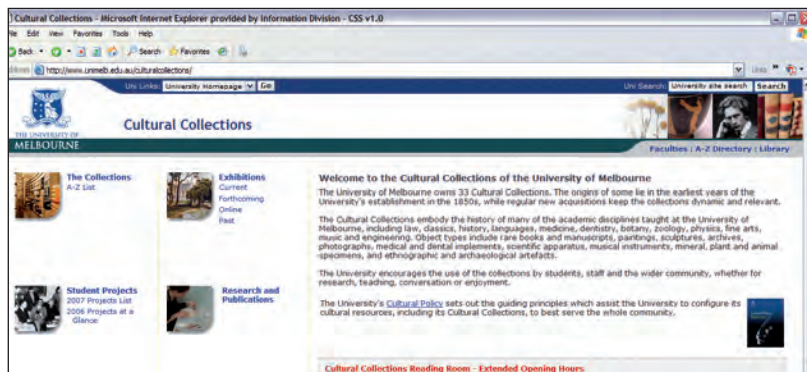 Cultural Collections - Microsoft Internet Explorer provided by Information Division - CSS v1.0
File Edit View Favorites Tools Help
Back Search Favorites
http://www.unimelb.edu.au/culturalcollections/ Links
Uni Links: University Homepage Go Uni Search: University site search Search
Cultural Collections
THE UNIVERSITY OF
MELBOURNE
Faculties : A-Z Directory : Library
The Collections
A-Z List
Exhibitions
Current
Forthcoming
Online
Past
Student Projects
2007 Projects List
2006 Projects at a
Glance
Research and
Publications
Welcome to the Cultural Collections of the University of Melbourne
The University of Melbourne owns 33 Cultural Collections. The origins of some lie in the earliest years of the
University's establishment in the 1850s, while regular new acquisitions keep the collections dynamic and relevant.
The Cultural Collections embody the history of many of the academic disciplines taught at the University of
Melbourne, including law, classics, history, languages, medicine, dentistry, botany, zoology, physics, fine arts,
music and engineering. Object types include rare books and manuscripts, paintings, sculptures, archives,
photographs, medical and dental implements, scientific apparatus, musical instruments, mineral, plant and animal
specimens, and ethnographic and archaeological artefacts.
The University encourages the use of the collections by students, staff and the wider community, whether for
research, teaching, conversation or enjoyment.
The University's Cultural Policy sets out the guiding principles which assist the University to configure its
cultural resources, including its Cultural Collections, to best serve the whole community.
Cultural Collections Reading Room - Extended Opening Hours